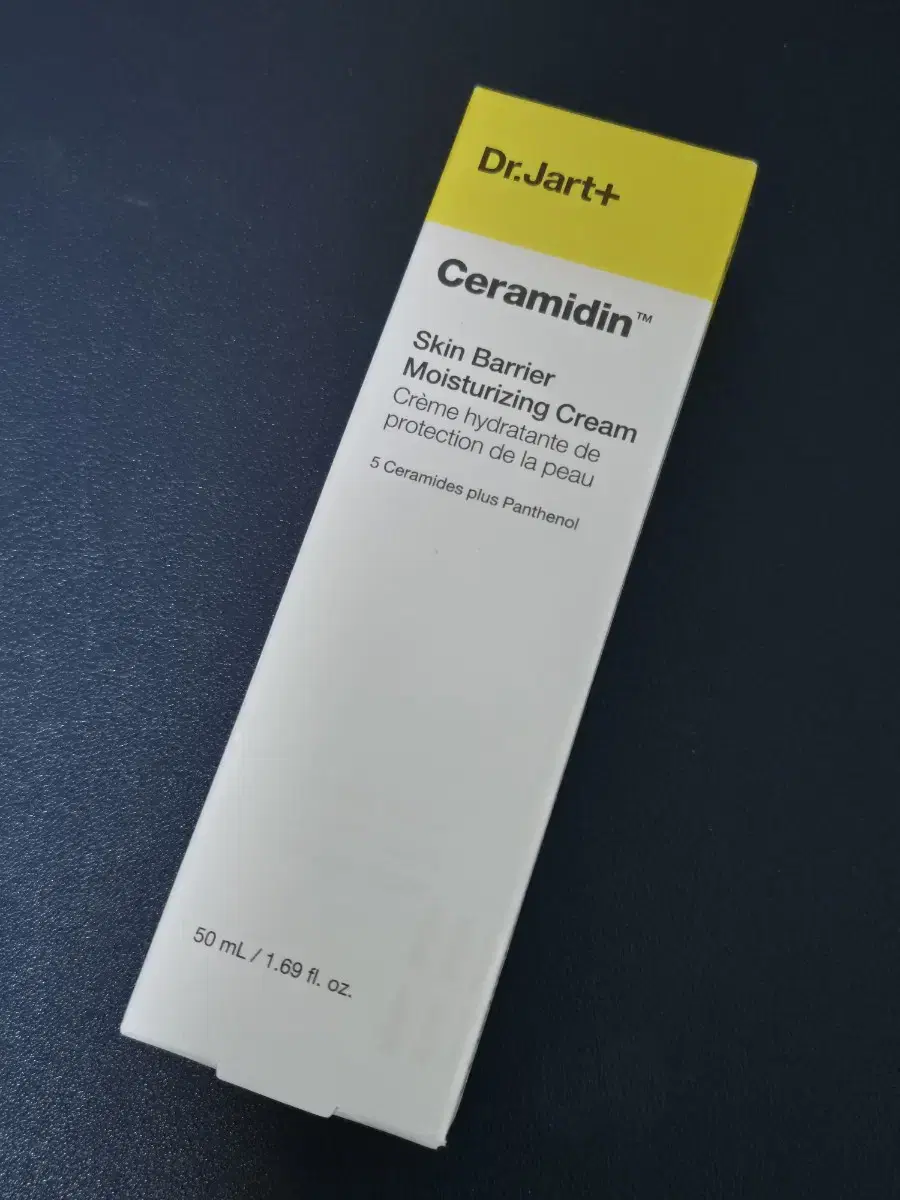 Dr.Jart+
Ceramidin™
Skin Barrier
Moisturizing Cream
Crème hydratante de
protection de la peau
5 Ceramides plus Panthenol
50 mL / 1.69 fl. oz.